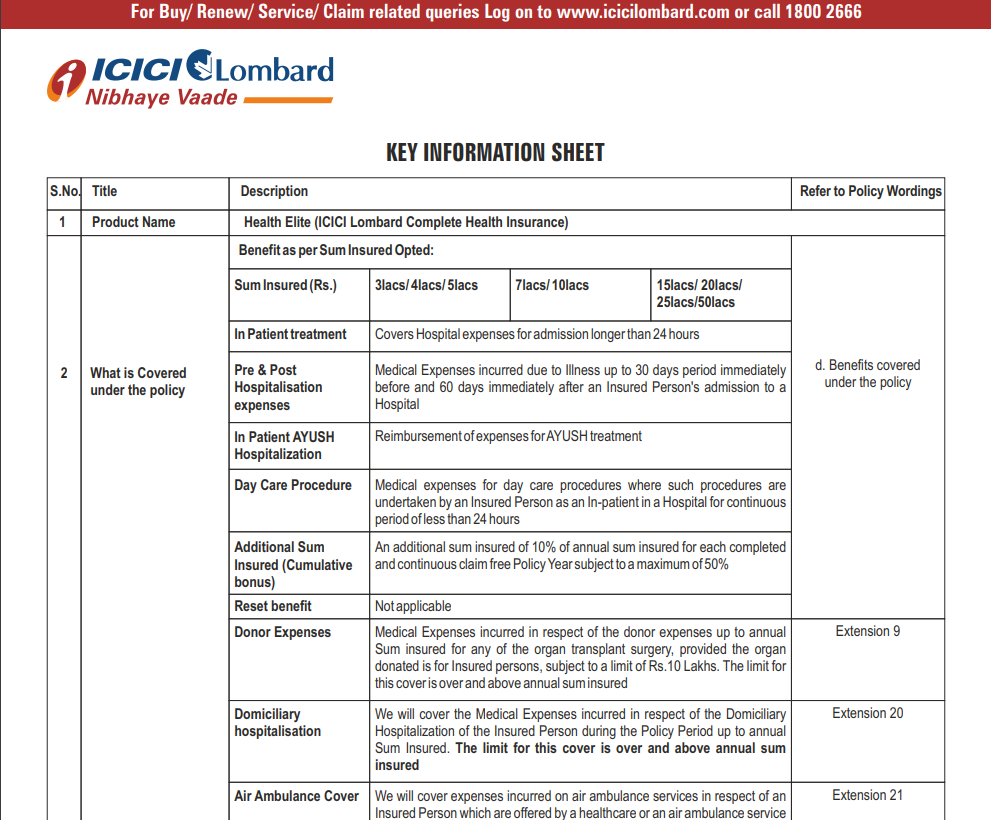 For Buy/ Renew/ Service/ Claim related queries Log on to www.icicilombard.com or call 1800 2666
i ICICI Lombard
Nibhaye Vaade
KEY INFORMATION SHEET
S.No. Title Description Refer to Policy Wordings
1 Product Name Health Elite (ICICI Lombard Complete Health Insurance)
2 What is Covered
under the policy
Benefit as per Sum Insured Opted:
Sum Insured (Rs.) 3lacs/ 4lacs/ 5lacs 7lacs/ 10lacs 15lacs/ 20lacs/
25lacs/50lacs
In Patient treatment Covers Hospital expenses for admission longer than 24 hours
Pre & Post
Hospitalisation
expenses
Medical Expenses incurred due to Illness up to 30 days period immediately
before and 60 days immediately after an Insured Person's admission to a
Hospital
In Patient AYUSH
Hospitalization
Reimbursement of expenses for AYUSH treatment
Day Care Procedure
Medical expenses for day care procedures where such procedures are
undertaken by an Insured Person as an In-patient in a Hospital for continuous
period of less than 24 hours
Additional Sum
Insured (Cumulative
bonus)
An additional sum insured of 10% of annual sum insured for each completed
and continuous claim free Policy Year subject to a maximum of 50%
Reset benefit Not applicable
d. Benefits covered
under the policy
Donor Expenses
Medical Expenses incurred in respect of the donor expenses up to annual
Sum insured for any of the organ transplant surgery, provided the organ
donated is for Insured persons, subject to a limit of Rs.10 Lakhs. The limit for
this cover is over and above annual sum insured
Extension 9
Domiciliary
hospitalisation
We will cover the Medical Expenses incurred in respect of the Domiciliary
Hospitalization of the Insured Person during the Policy Period up to annual
Sum Insured. The limit for this cover is over and above annual sum
insured
Extension 20
Air Ambulance Cover
We will cover expenses incurred on air ambulance services in respect of an
Insured Person which are offered by a healthcare or an air ambulance service
Extension 21